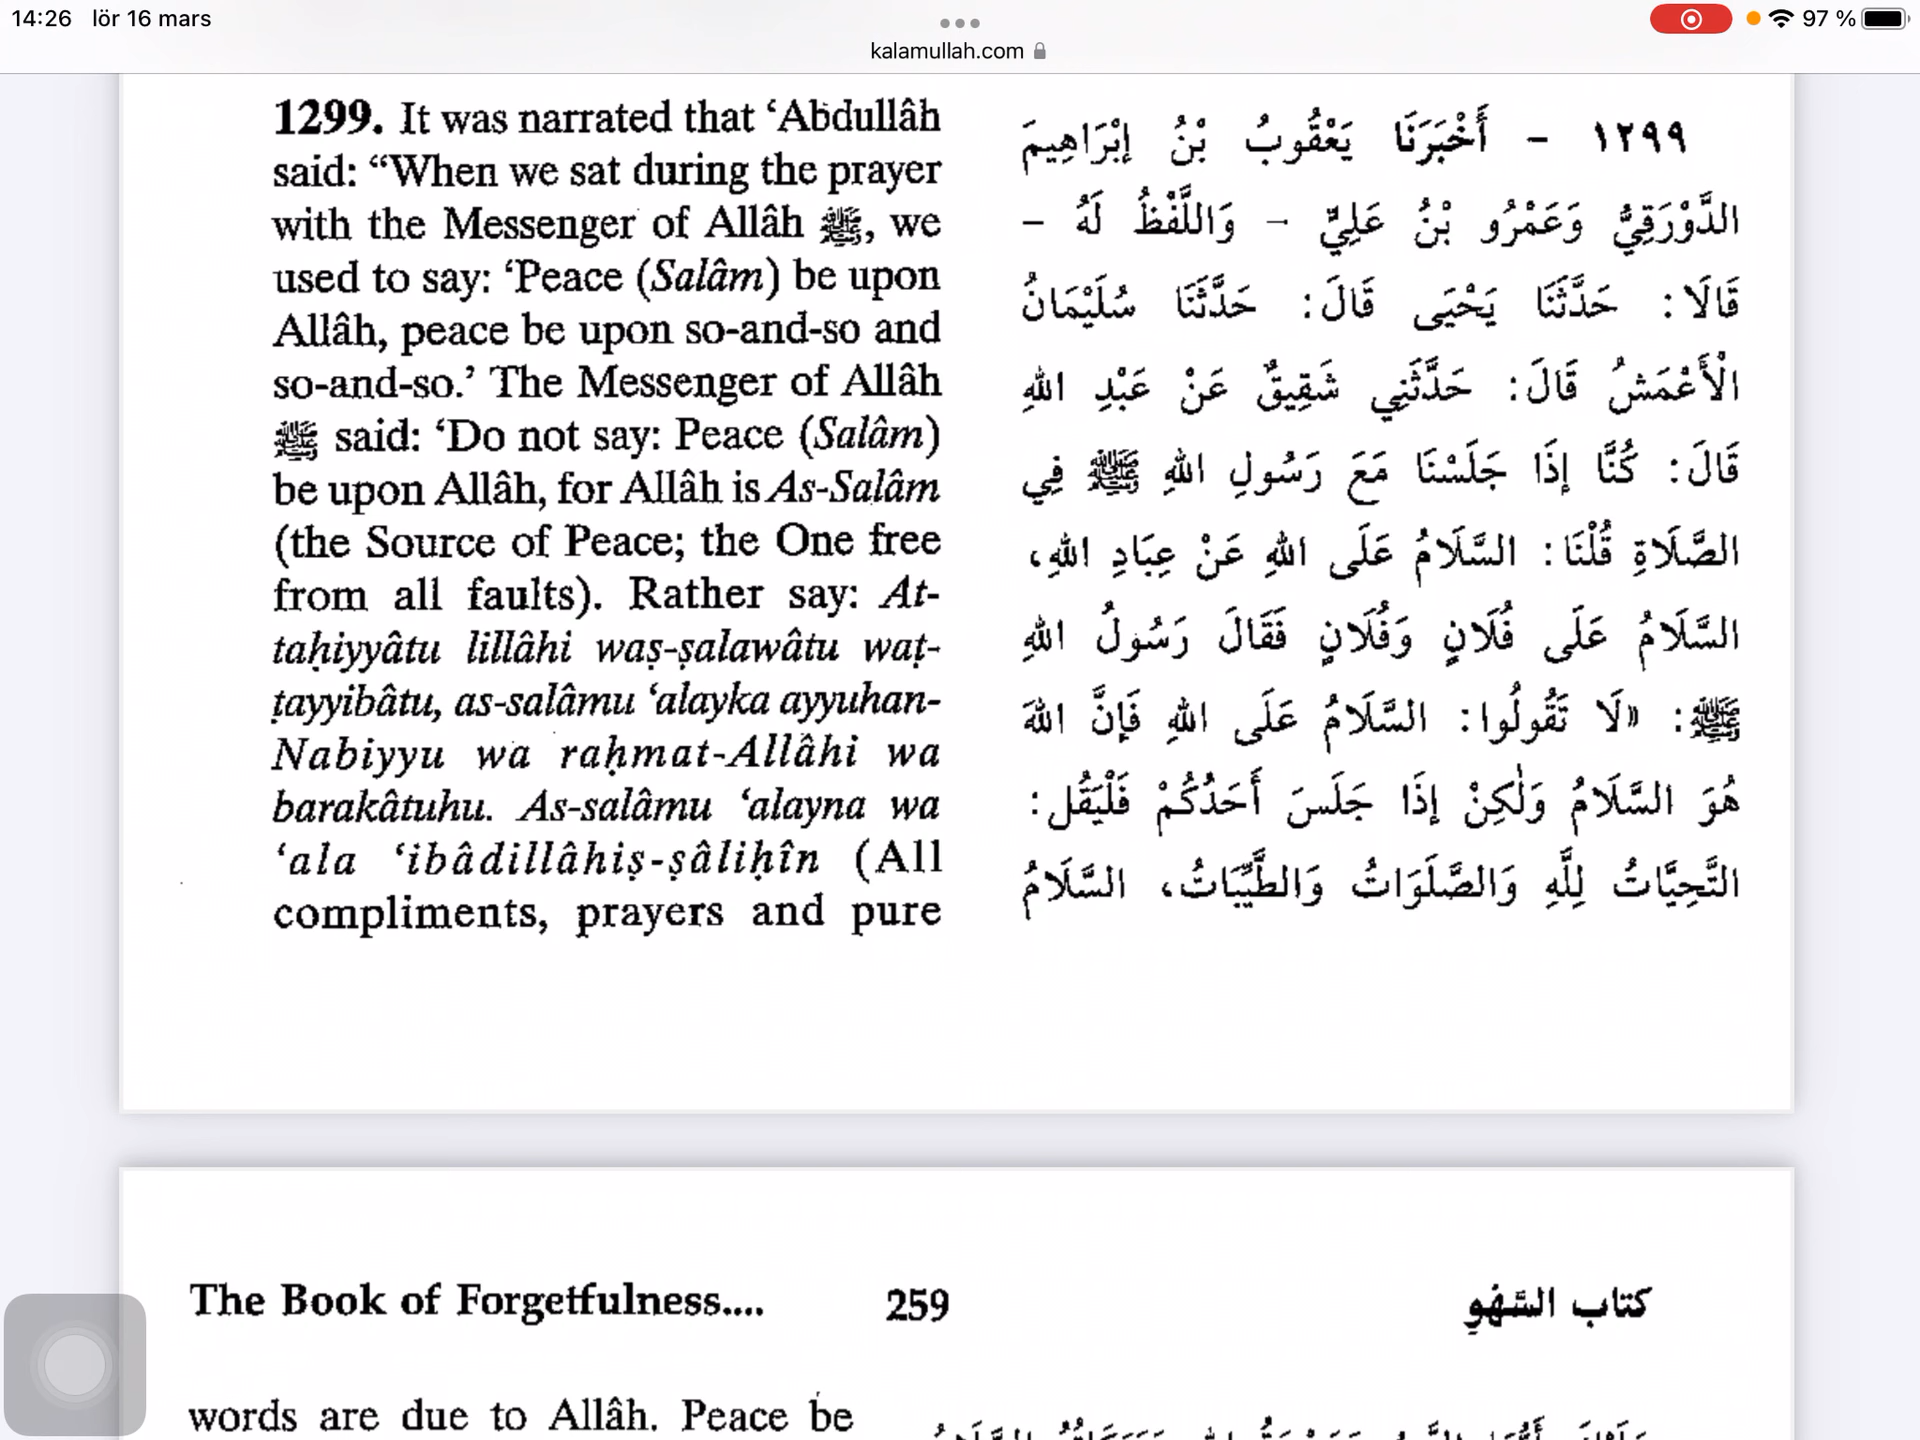 14:26 lör 16 mars
97 %
kalamullah.com
1299. It was narrated that ‘Abdullâh
said: “When we sat during the prayer
with the Messenger of Allâh ﷺ, we
used to say: ‘Peace (Salâm) be upon
Allâh, peace be upon so-and-so and
so-and-so.’ The Messenger of Allâh
ﷺ said: ‘Do not say: Peace (Salâm)
be upon Allâh, for Allâh is As-Salâm
(the Source of Peace; the One free
from all faults). Rather say: At-
taḥiyyâtu lillâhi waṣ-ṣalawâtu waṭ-
ṭayyibâtu, as-salâmu ‘alayka ayyuhan-
Nabiyyu wa raḥmat-Allâhi wa
barakâtuhu. As-salâmu ‘alayna wa
‘ala ‘ibâdillâhiṣ-ṣâliḥîn (All
compliments, prayers and pure
١٢٩٩ - أَخْبَرَنَا يَعْقُوبُ بْنُ إِبْرَاهِيمَ
الدَّوْرَقِيُّ وَعَمْرُو بْنُ عَلِيٍّ - وَاللَّفْظُ لَهُ -
قَالَا: حَدَّثَنَا يَحْيَى قَالَ: حَدَّثَنَا سُلَيْمَانُ
الْأَعْمَشُ قَالَ: حَدَّثَنِي شَقِيقٌ عَنْ عَبْدِ اللهِ
قَالَ: كُنَّا إِذَا جَلَسْنَا مَعَ رَسُولِ اللهِ ﷺ فِي
الصَّلَاةِ قُلْنَا: السَّلَامُ عَلَى اللهِ عَنْ عِبَادِ اللهِ،
السَّلَامُ عَلَى فُلَانٍ وَفُلَانٍ فَقَالَ رَسُولُ اللهِ
ﷺ: «لَا تَقُولُوا: السَّلَامُ عَلَى اللهِ فَإِنَّ اللهَ
هُوَ السَّلَامُ وَلٰكِنْ إِذَا جَلَسَ أَحَدُكُمْ فَلْيَقُل:
التَّحِيَّاتُ لِلَّهِ وَالصَّلَوَاتُ وَالطَّيِّبَاتُ، السَّلَامُ
The Book of Forgetfulness.... 259 كتاب السَّهْوِ
words are due to Allâh. Peace be